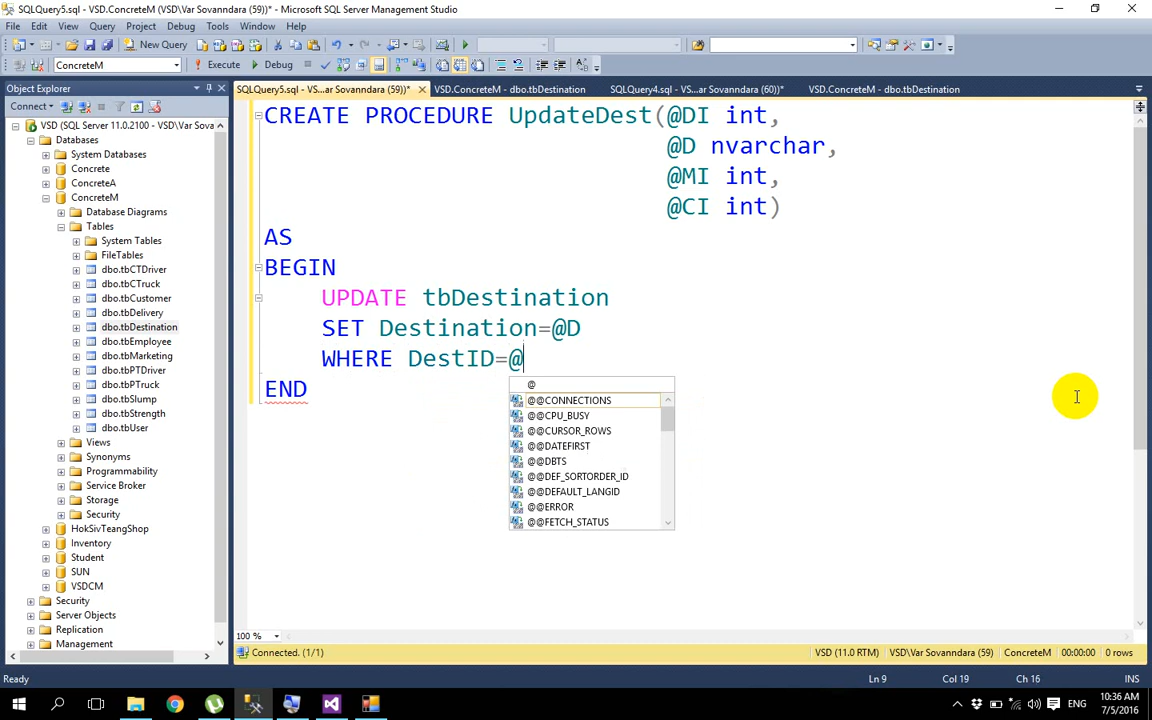 SQLQuery5.sql - VSD.ConcreteM (VSD\Var Sovanndara (59))* - Microsoft SQL Server Management Studio
File Edit View Query Project Debug Tools Window Help
New Query
ConcreteM Execute Debug
Object Explorer
Connect
VSD (SQL Server 11.0.2100 - VSD\Var Sova
Databases
System Databases
Concrete
ConcreteA
ConcreteM
Database Diagrams
Tables
System Tables
FileTables
dbo.tbCTDriver
dbo.tbCTruck
dbo.tbCustomer
dbo.tbDelivery
dbo.tbDestination
dbo.tbEmployee
dbo.tbMarketing
dbo.tbPTDriver
dbo.tbPTruck
dbo.tbSlump
dbo.tbStrength
dbo.tbUser
Views
Synonyms
Programmability
Service Broker
Storage
Security
HokSivTeangShop
Inventory
Student
SUN
VSDCM
Security
Server Objects
Replication
Management
SQLQuery5.sql - VS...ar Sovanndara (59))* VSD.ConcreteM - dbo.tbDestination SQLQuery4.sql - VS...ar Sovanndara (60))* VSD.ConcreteM - dbo.tbDestination
CREATE PROCEDURE UpdateDest(@DI int,
@D nvarchar,
@MI int,
@CI int)
AS
BEGIN
UPDATE tbDestination
SET Destination=@D
WHERE DestID=@
END
@
@@CONNECTIONS
@@CPU_BUSY
@@CURSOR_ROWS
@@DATEFIRST
@@DBTS
@@DEF_SORTORDER_ID
@@DEFAULT_LANGID
@@ERROR
@@FETCH_STATUS
100 %
Connected. (1/1) VSD (11.0 RTM) VSD\Var Sovanndara (59) ConcreteM 00:00:00 0 rows
Ready Ln 9 Col 19 Ch 16 INS
ENG 10:36 AM
7/5/2016